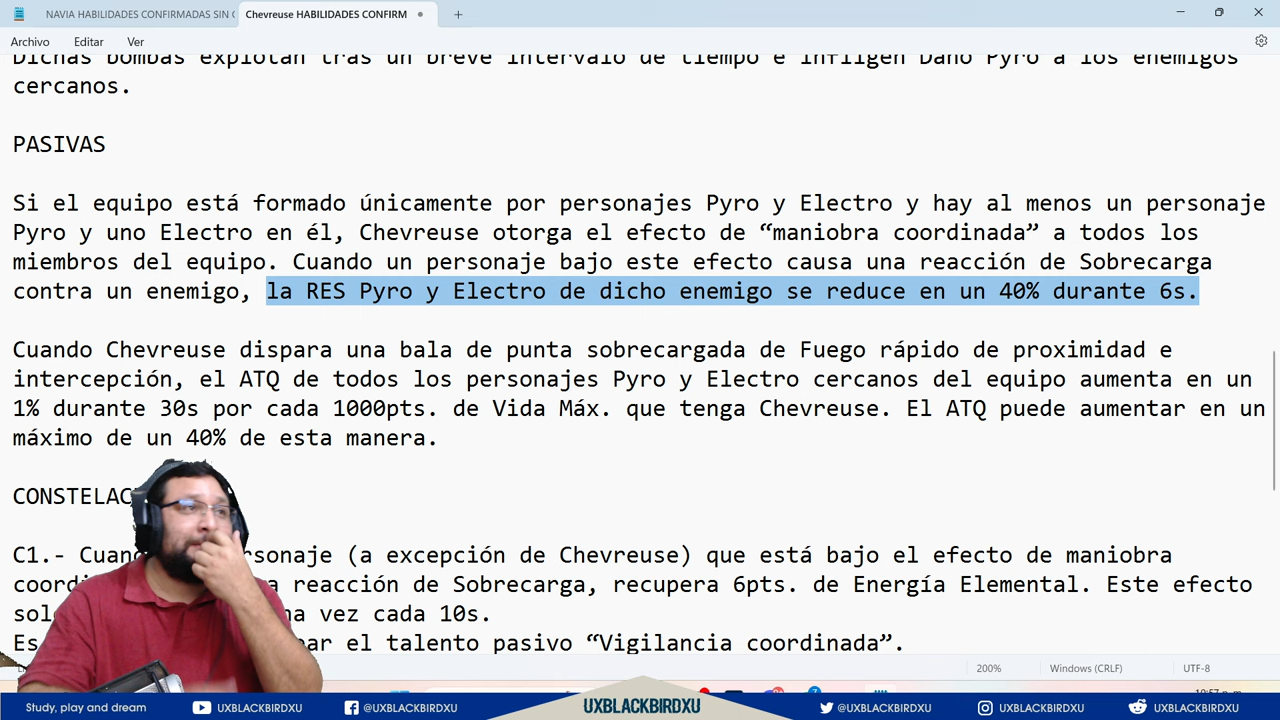 NAVIA HABILIDADES CONFIRMADAS SIN
Chevreuse HABILIDADES CONFIRM
Archivo Editar Ver
Dichas bombas explotan tras un breve intervalo de tiempo e infligen Daño Pyro a los enemigos
cercanos.
PASIVAS
Si el equipo está formado únicamente por personajes Pyro y Electro y hay al menos un personaje
Pyro y uno Electro en él, Chevreuse otorga el efecto de “maniobra coordinada” a todos los
miembros del equipo. Cuando un personaje bajo este efecto causa una reacción de Sobrecarga
contra un enemigo, la RES Pyro y Electro de dicho enemigo se reduce en un 40% durante 6s.
Cuando Chevreuse dispara una bala de punta sobrecargada de Fuego rápido de proximidad e
intercepción, el ATQ de todos los personajes Pyro y Electro cercanos del equipo aumenta en un
1% durante 30s por cada 1000pts. de Vida Máx. que tenga Chevreuse. El ATQ puede aumentar en un
máximo de un 40% de esta manera.
CONSTELAC
C1.- Cuan rsonaje (a excepción de Chevreuse) que está bajo el efecto de maniobra
coord a reacción de Sobrecarga, recupera 6pts. de Energía Elemental. Este efecto
sol na vez cada 10s.
Es nar el talento pasivo “Vigilancia coordinada”.
200% Windows (CRLF) UTF-8
10:57 p. m.
Study, play and dream UXBLACKBIRDXU @UXBLACKBIRDXU UXBLACKBIRDXU @UXBLACKBIRDXU UXBLACKBIRDXU UXBLACKBIRDXU